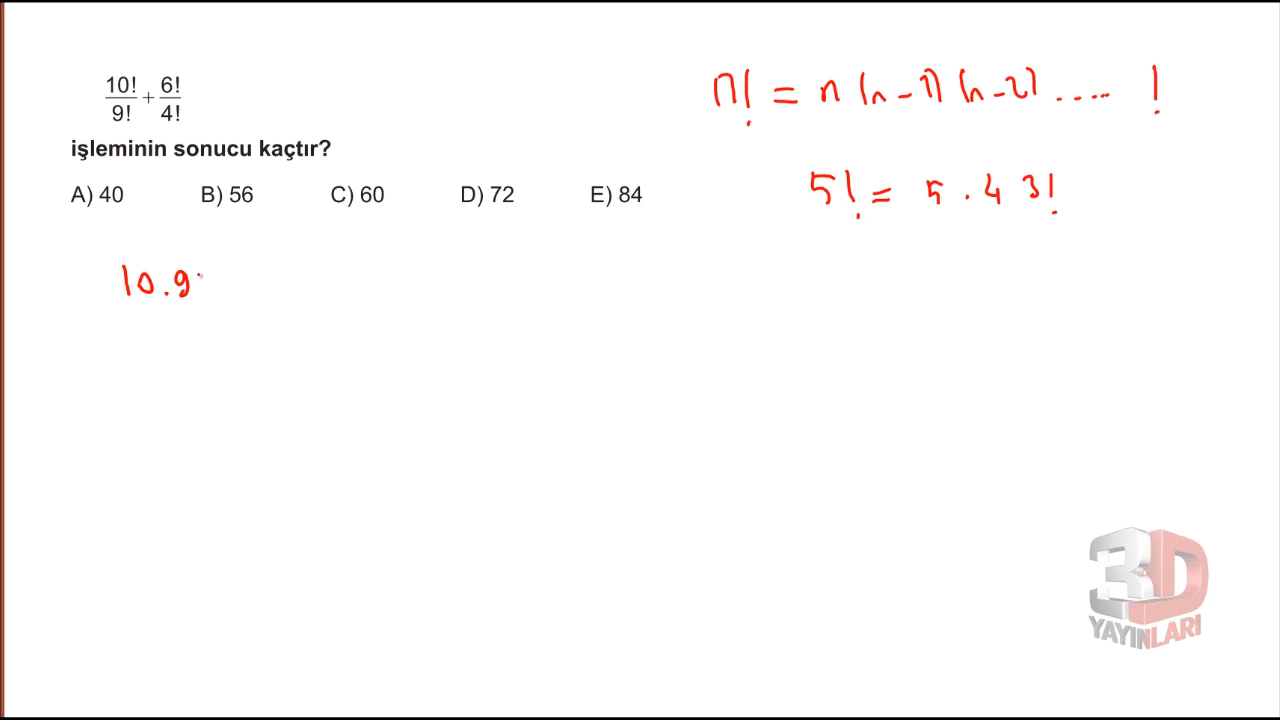 10!/9! + 6!/4!
işleminin sonucu kaçtır?
A) 40 B) 56 C) 60 D) 72 E) 84
n! = n (n-1) (n-2) ..... !
5! = 5 . 4 3!
10.9
3D
YAYINLARI